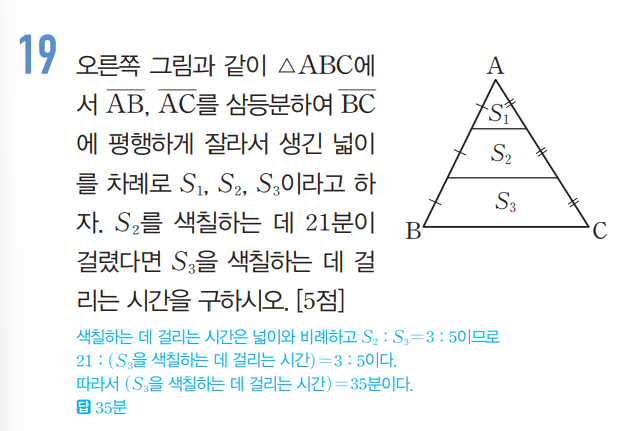 19
오른쪽 그림과 같이 △ABC에
서 AB, AC를 삼등분하여 BC
에 평행하게 잘라서 생긴 넓이
를 차례로 S₁, S₂, S₃이라고 하
자. S₂를 색칠하는 데 21분이
걸렸다면 S₃을 색칠하는 데 걸
리는 시간을 구하시오. [5점]
A
S₁
S₂
S₃
B
C
색칠하는 데 걸리는 시간은 넓이와 비례하고 S₂ : S₃=3 : 5이므로
21 : (S₃을 색칠하는 데 걸리는 시간)=3 : 5이다.
따라서 (S₃을 색칠하는 데 걸리는 시간)=35분이다.
답 35분